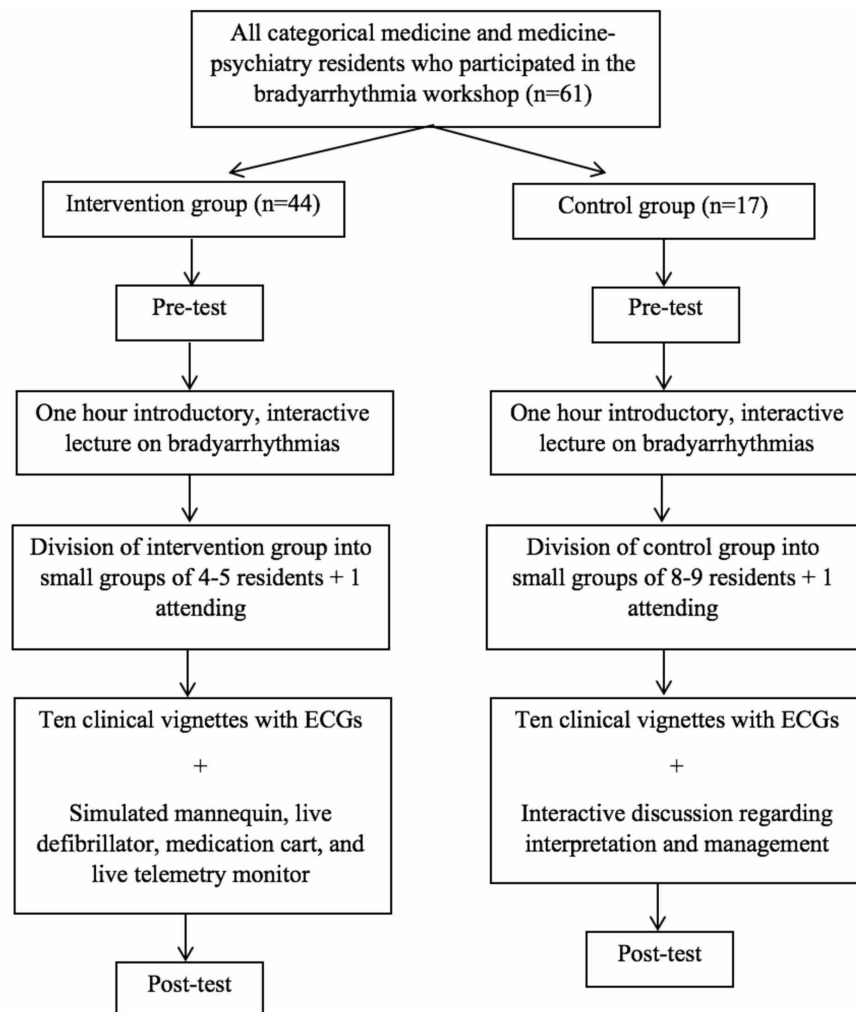 All categorical medicine and medicine-
psychiatry residents who participated in the
bradyarrhythmia workshop (n=61)
Intervention group (n=44)
Control group (n=17)
Pre-test
Pre-test
One hour introductory, interactive
lecture on bradyarrhythmias
One hour introductory, interactive
lecture on bradyarrhythmias
Division of intervention group into
small groups of 4-5 residents + 1
attending
Division of control group into
small groups of 8-9 residents + 1
attending
Ten clinical vignettes with ECGs
+
Simulated mannequin, live
defibrillator, medication cart, and
live telemetry monitor
Ten clinical vignettes with ECGs
+
Interactive discussion regarding
interpretation and management
Post-test
Post-test